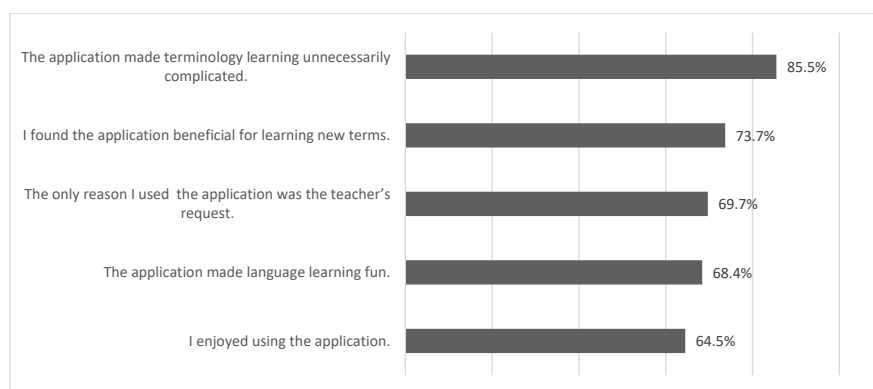 The application made terminology learning unnecessarily
complicated.
85.5%
I found the application beneficial for learning new terms.
73.7%
The only reason I used the application was the teacher’s
request.
69.7%
The application made language learning fun.
68.4%
I enjoyed using the application.
64.5%